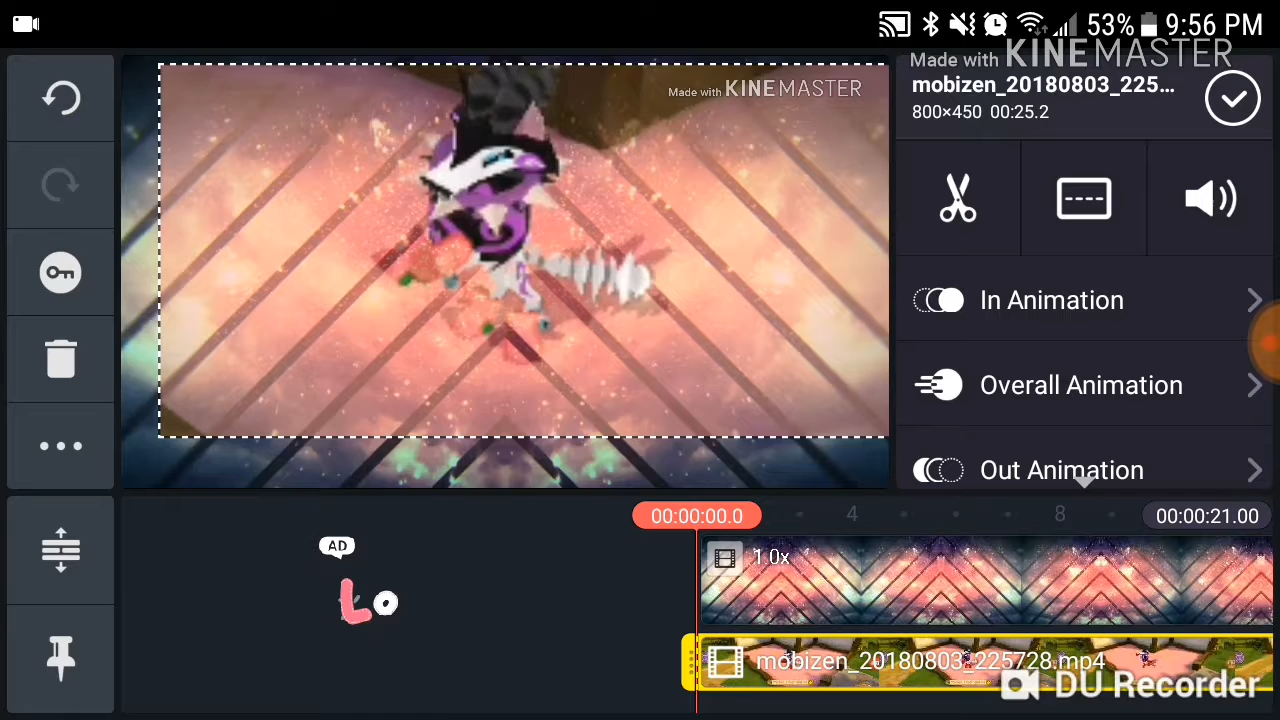 53% 9:56 PM
Made with KINEMASTER
mobizen_20180803_225...
800×450 00:25.2
Made with KINEMASTER
In Animation
Overall Animation
Out Animation
00:00:00.0 4 8 00:00:21.00
AD
Lo
1.0x
mobizen_20180803_225728.mp4
DU Recorder